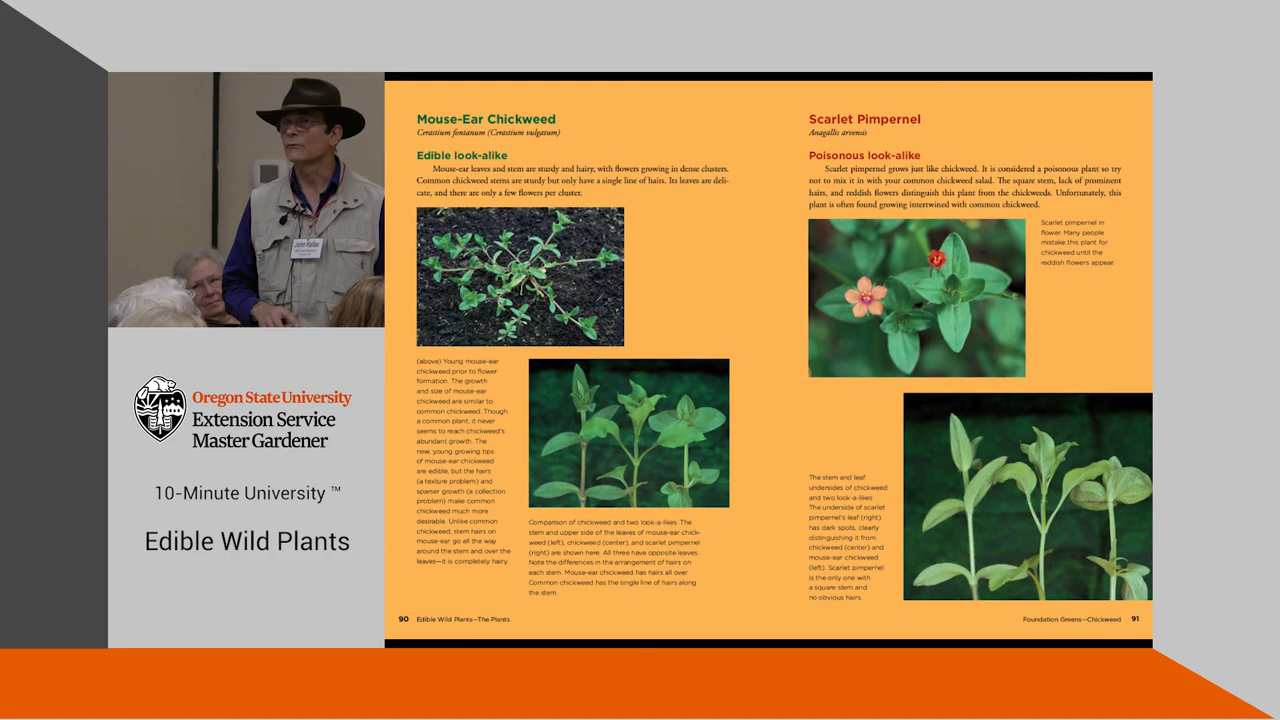 John Kallas
Oregon State University
Extension Service
Master Gardener
10-Minute University ™
Edible Wild Plants
Mouse-Ear Chickweed
Cerastium fontanum (Cerastium vulgatum)
Edible look-alike
Mouse-ear leaves and stem are sturdy and hairy, with flowers growing in dense clusters.
Common chickweed stems are sturdy but only have a single line of hairs. Its leaves are deli-
cate, and there are only a few flowers per cluster.
(above) Young mouse-ear
chickweed prior to flower
formation. The growth
and size of mouse-ear
chickweed are similar to
common chickweed. Though
a common plant, it never
seems to reach chickweed's
abundant growth. The
new, young growing tips
of mouse-ear chickweed
are edible, but the hairs
(a texture problem) and
sparser growth (a collection
problem) make common
chickweed much more
desirable. Unlike common
chickweed, stem hairs on
mouse-ear go all the way
around the stem and over the
leaves—it is completely hairy.
Comparison of chickweed and two look-a-likes. The
stem and upper side of the leaves of mouse-ear chick-
weed (left), chickweed (center), and scarlet pimpernel
(right) are shown here. All three have opposite leaves.
Note the differences in the arrangement of hairs on
each stem. Mouse-ear chickweed has hairs all over.
Common chickweed has the single line of hairs along
the stem.
90 Edible Wild Plants—The Plants
Scarlet Pimpernel
Anagallis arvensis
Poisonous look-alike
Scarlet pimpernel grows just like chickweed. It is considered a poisonous plant so try
not to mix it in with your common chickweed salad. The square stem, lack of prominent
hairs, and reddish flowers distinguish this plant from the chickweeds. Unfortunately, this
plant is often found growing intertwined with common chickweed.
Scarlet pimpernel in
flower. Many people
mistake this plant for
chickweed until the
reddish flowers appear.
The stem and leaf
undersides of chickweed
and two look-a-likes
The underside of scarlet
pimpernel's leaf (right)
has dark spots, clearly
distinguishing it from
chickweed (center) and
mouse-ear chickweed
(left). Scarlet pimpernel
is the only one with
a square stem and
no obvious hairs.
Foundation Greens—Chickweed 91